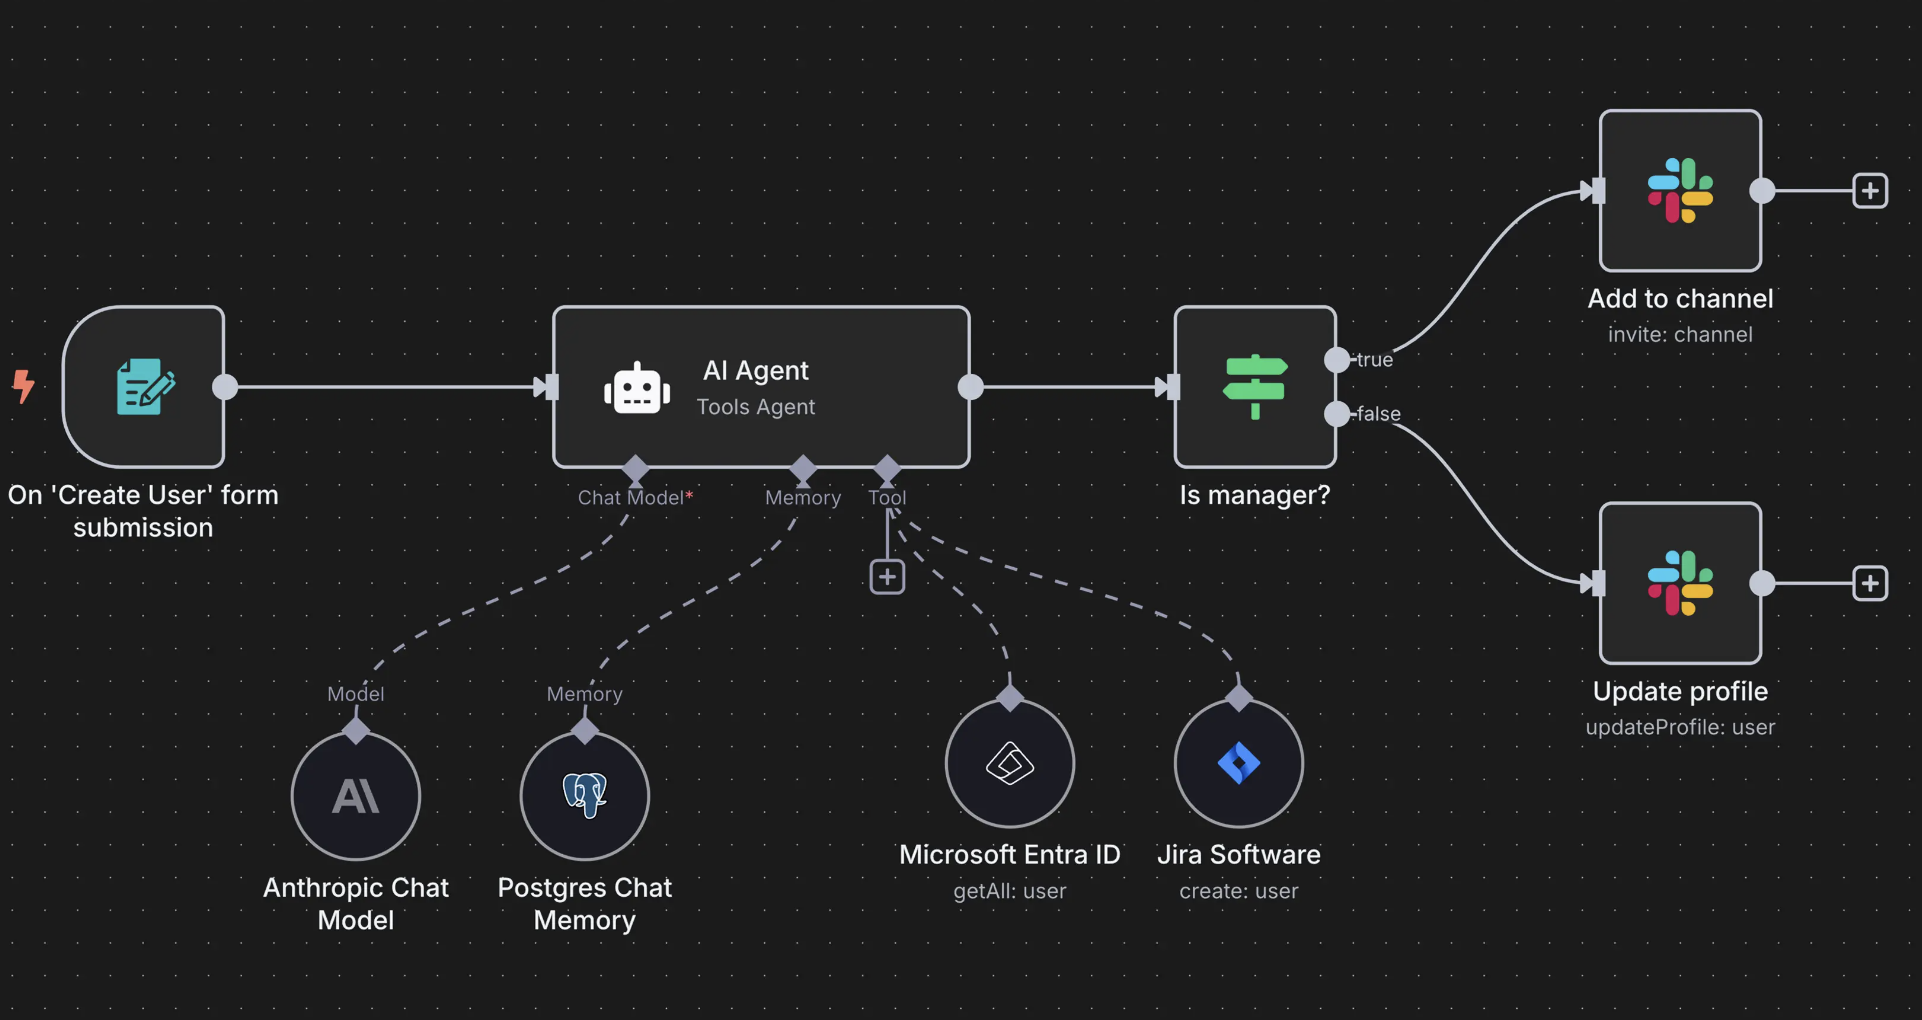 On 'Create User' form
submission
AI Agent
Tools Agent
Chat Model*
Memory
Tool
Is manager?
true
false
Add to channel
invite: channel
Update profile
updateProfile: user
Model
Memory
Anthropic Chat
Model
Postgres Chat
Memory
Microsoft Entra ID
getAll: user
Jira Software
create: user